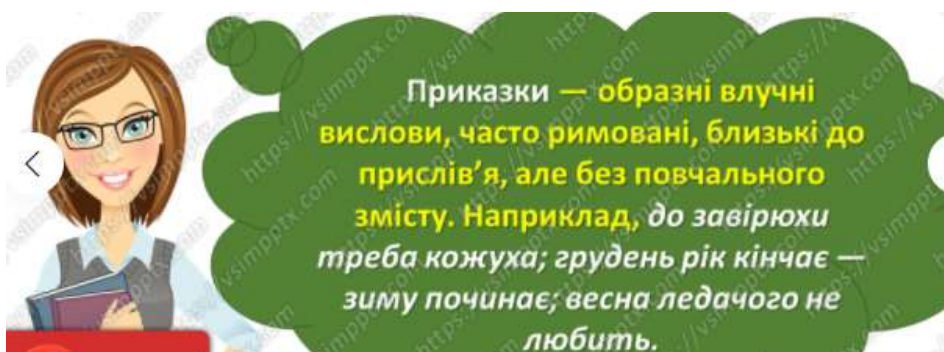 Приказки — образні влучні
вислови, часто римовані, близькі до
прислів’я, але без повчального
змісту. Наприклад, до завірюхи
треба кожуха; грудень рік кінчає —
зиму починає; весна ледачого не
любить.